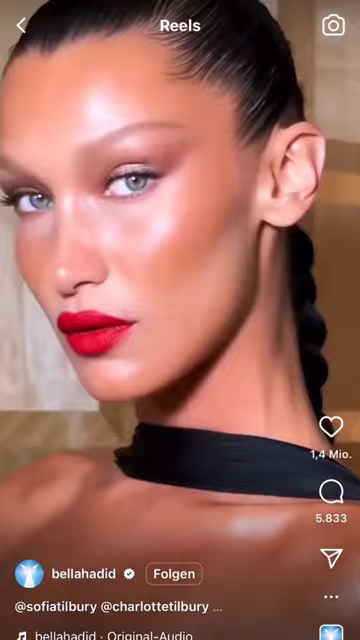 Reels
1,4 Mio.
5.833
bellahadid Folgen
@sofiatilbury @charlottetilbury ...
bellahadid · Original-Audio